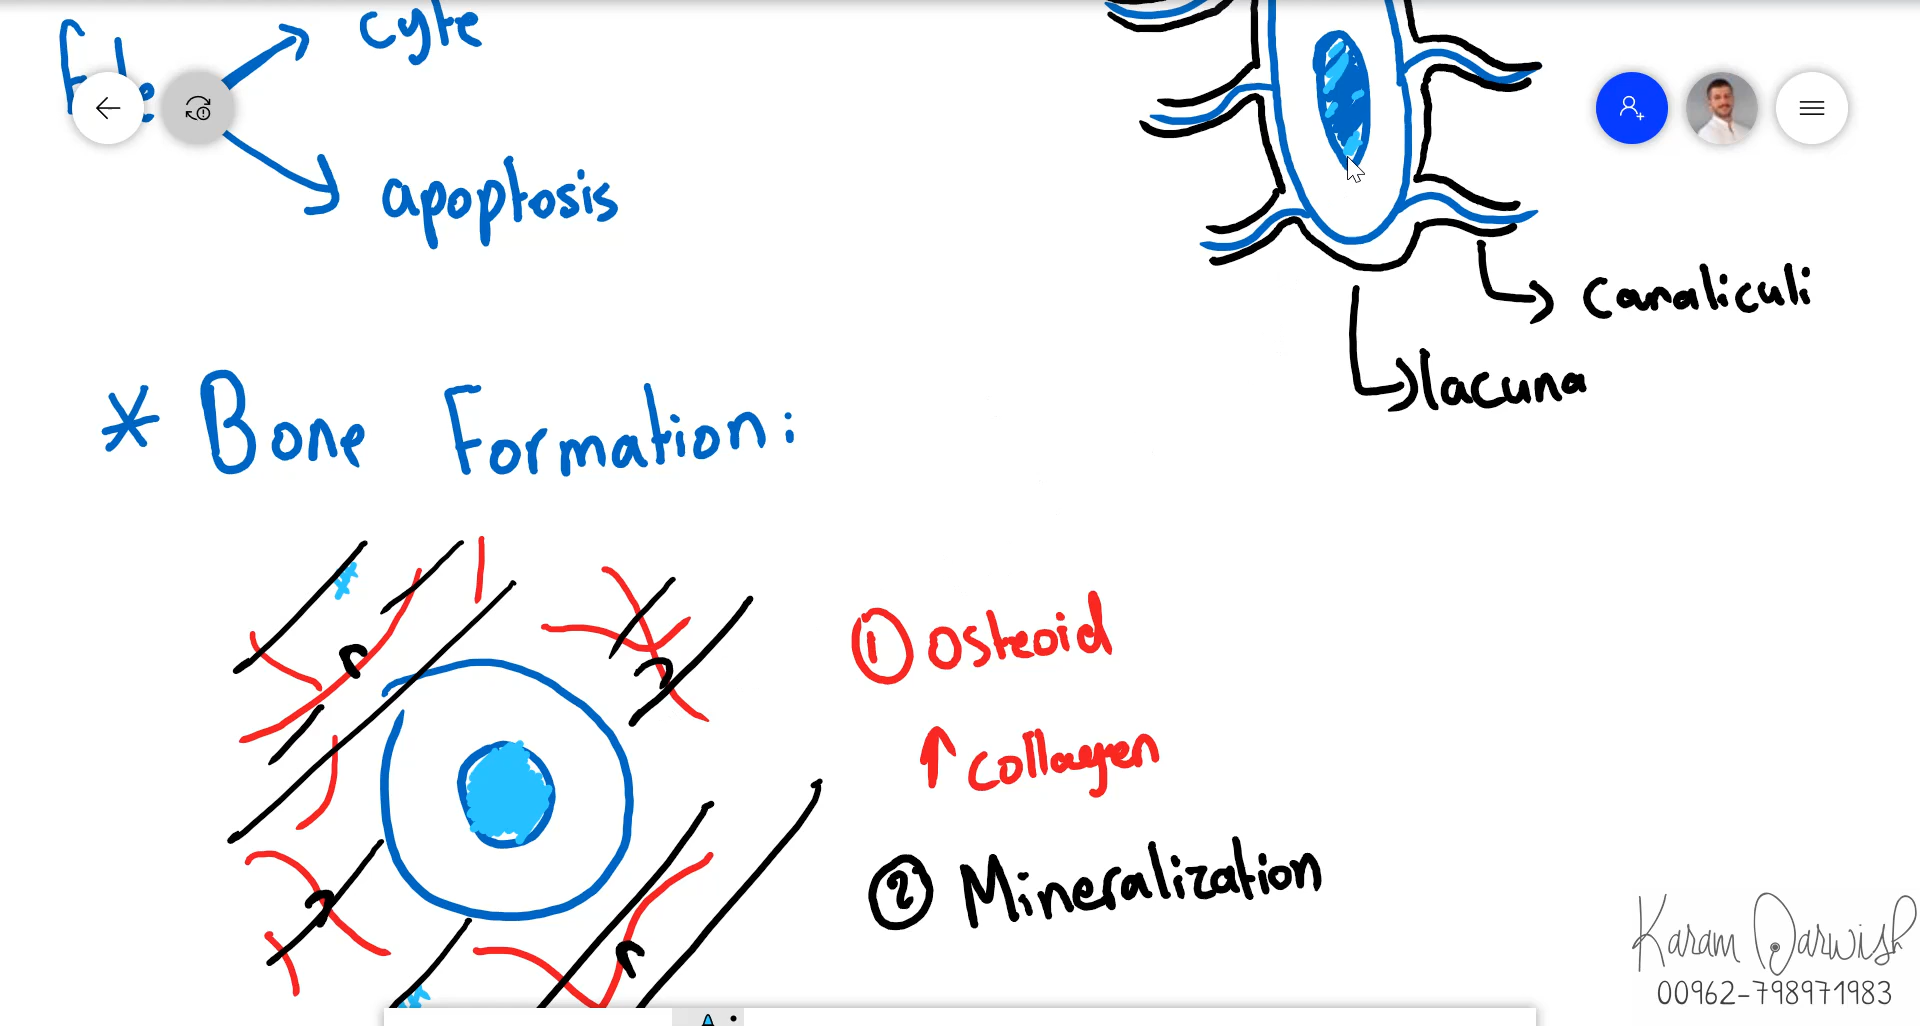 cyte
apoptosis
canaliculi
lacuna
* Bone Formation:
① Osteoid
↑ collagen
② Mineralization
Karam Darwish
00962-798971983